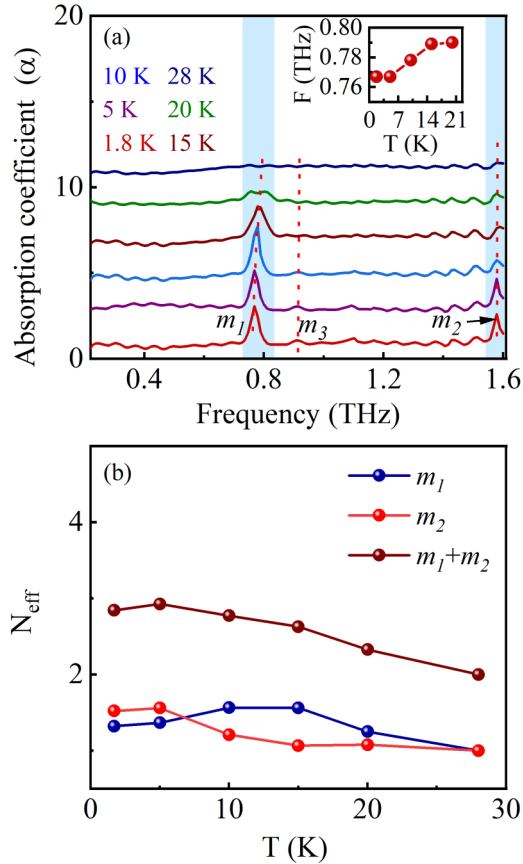 (a)
20
10
0
Absorption coefficient (α)
10 K 28 K
5 K 20 K
1.8 K 15 K
F (THz)
0.80
0.78
0.76
0 7 14 21
T (K)
m1 m3 m2
0.4 0.8 1.2 1.6
Frequency (THz)
(b)
m1
m2
m1+m2
4
2
Neff
0 10 20 30
T (K)